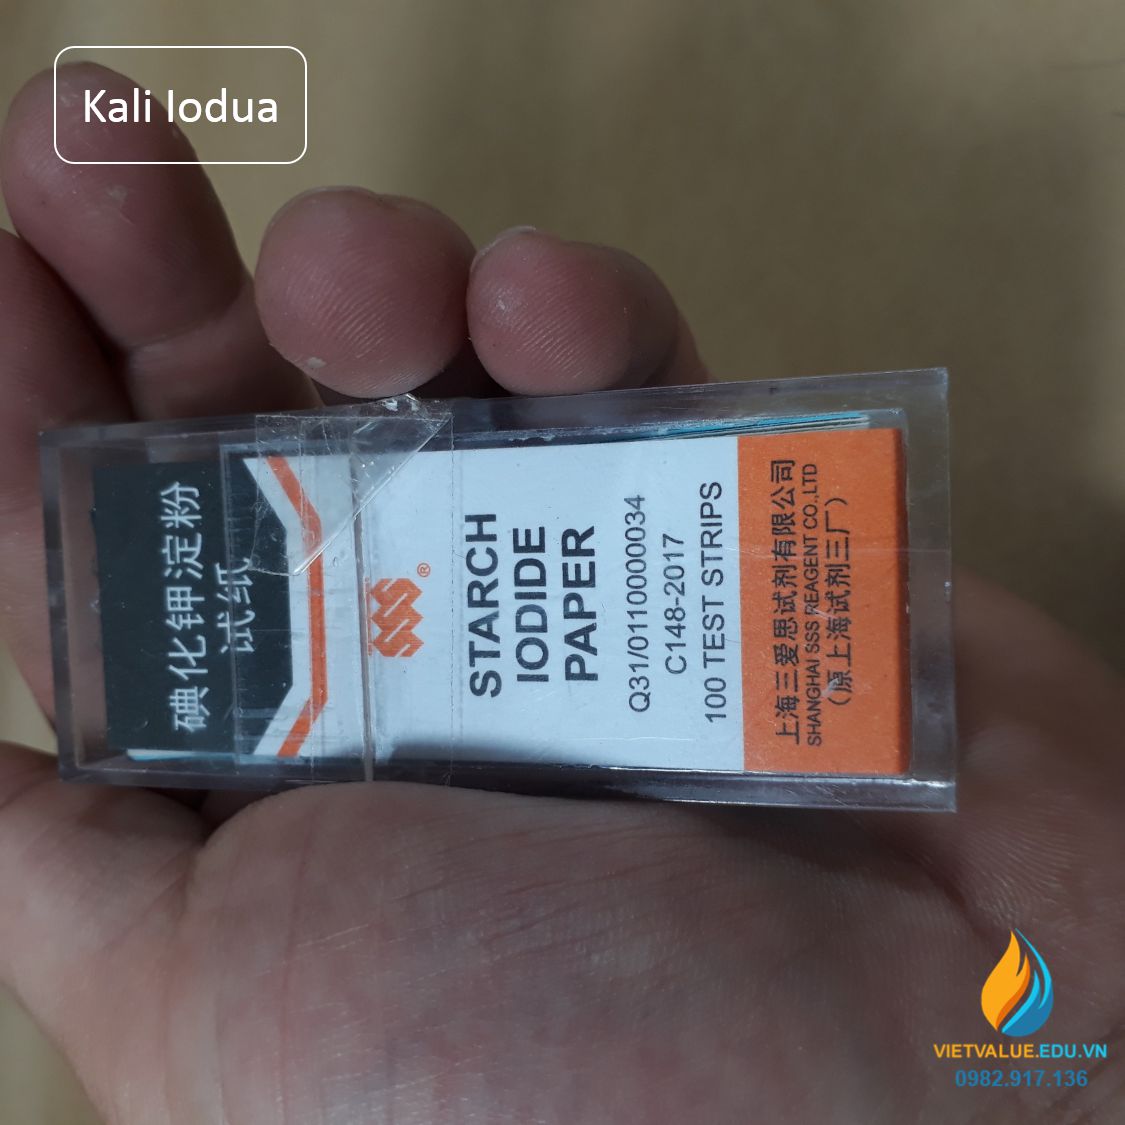 Kali Iodua
碘化钾淀粉
试纸
SSS®
STARCH
IODIDE
PAPER
Q31/0110000034
C148-2017
100 TEST STRIPS
上海三爱思试剂有限公司
SHANGHAI SSS REAGENT CO.,LTD
（原上海试剂三厂）
VIETVALUE.EDU.VN
0982.917.136